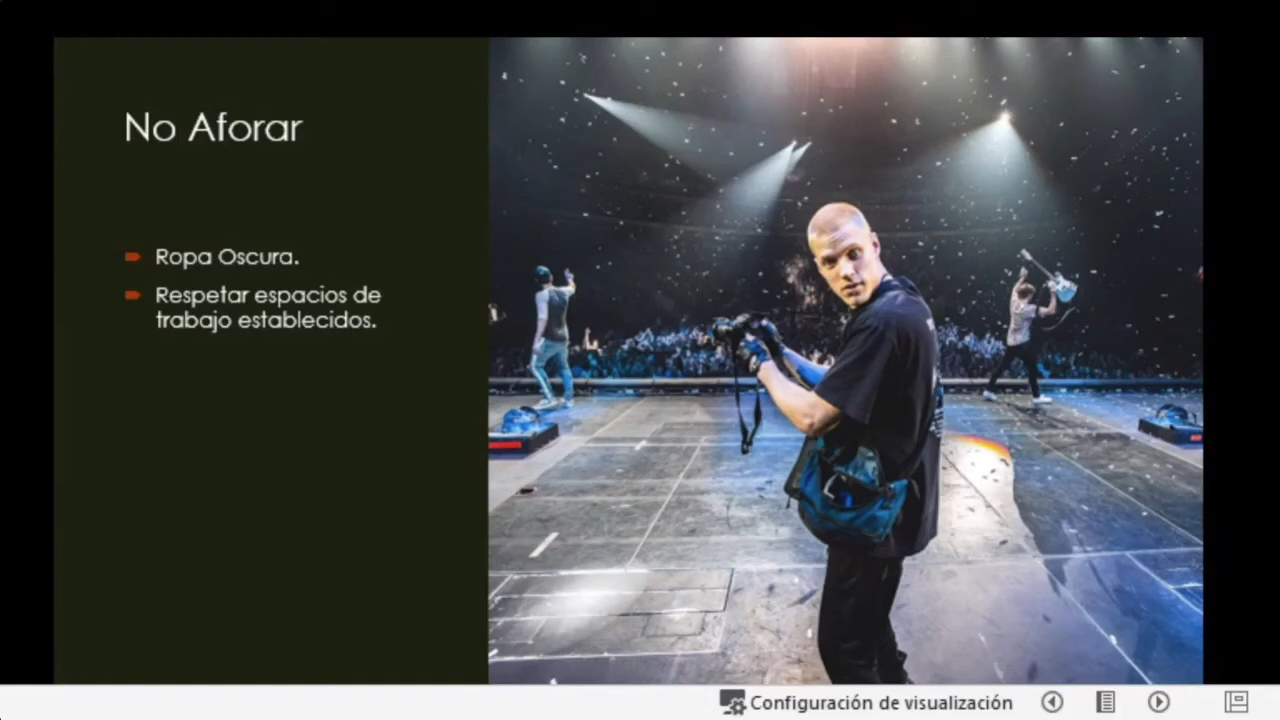 No Aforar
Ropa Oscura.
Respetar espacios de
trabajo establecidos.
Configuración de visualización